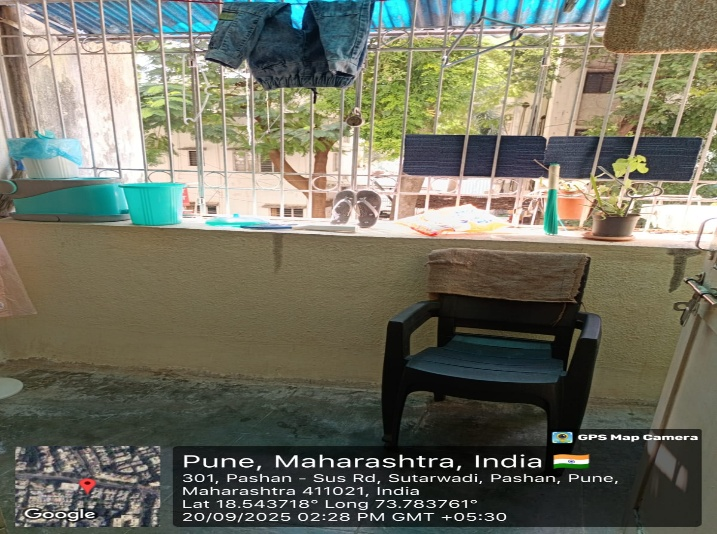 GPS Map Camera
Pune, Maharashtra, India
301, Pashan - Sus Rd, Sutarwadi, Pashan, Pune,
Maharashtra 411021, India
Lat 18.543718° Long 73.783761°
20/09/2025 02:28 PM GMT +05:30
Google